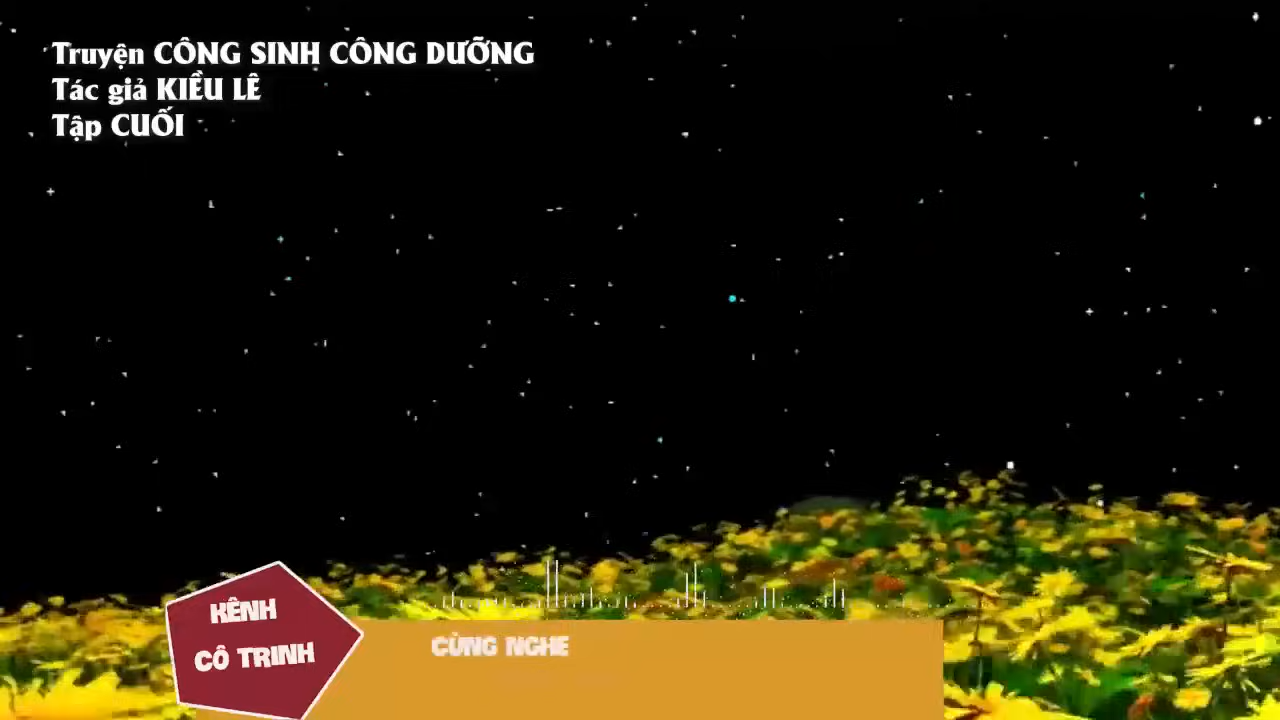 Truyện CÔNG SINH CÔNG DƯỠNG
Tác giả KIỀU LÊ
Tập CUỐI
KÊNH
CÔ TRINH
CÙNG NGHE